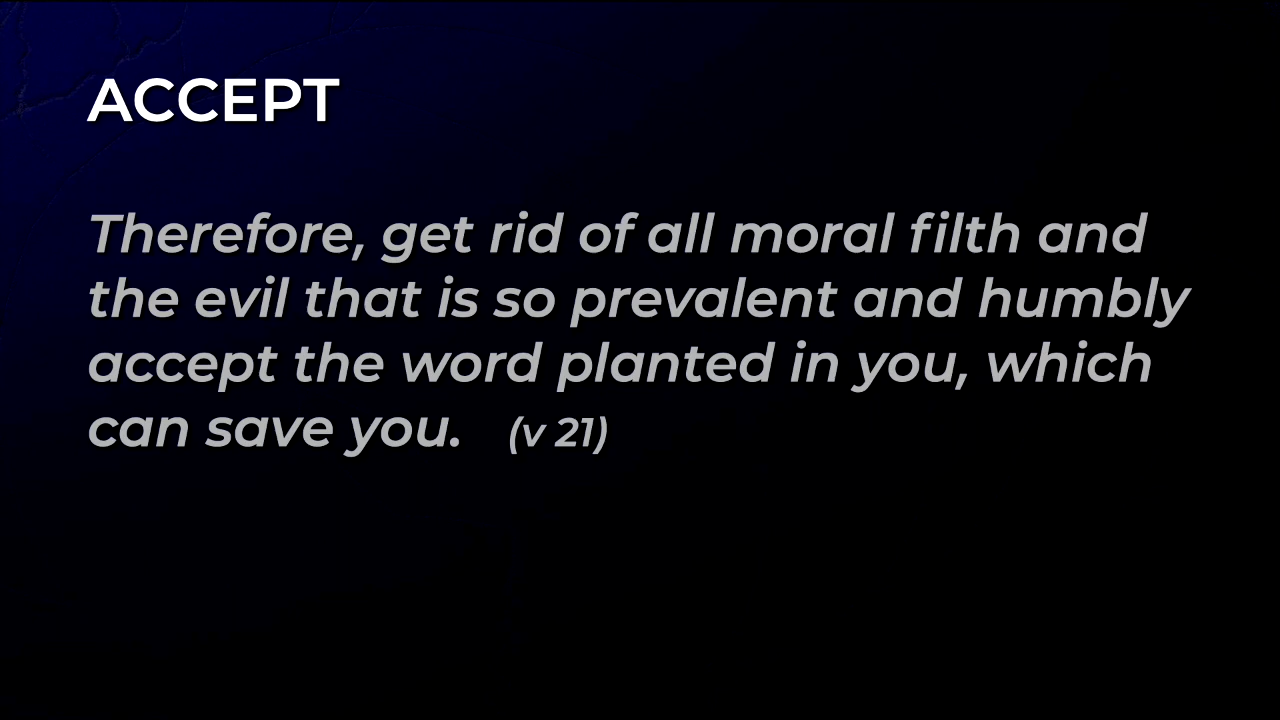 ACCEPT
Therefore, get rid of all moral filth and
the evil that is so prevalent and humbly
accept the word planted in you, which
can save you. (v 21)